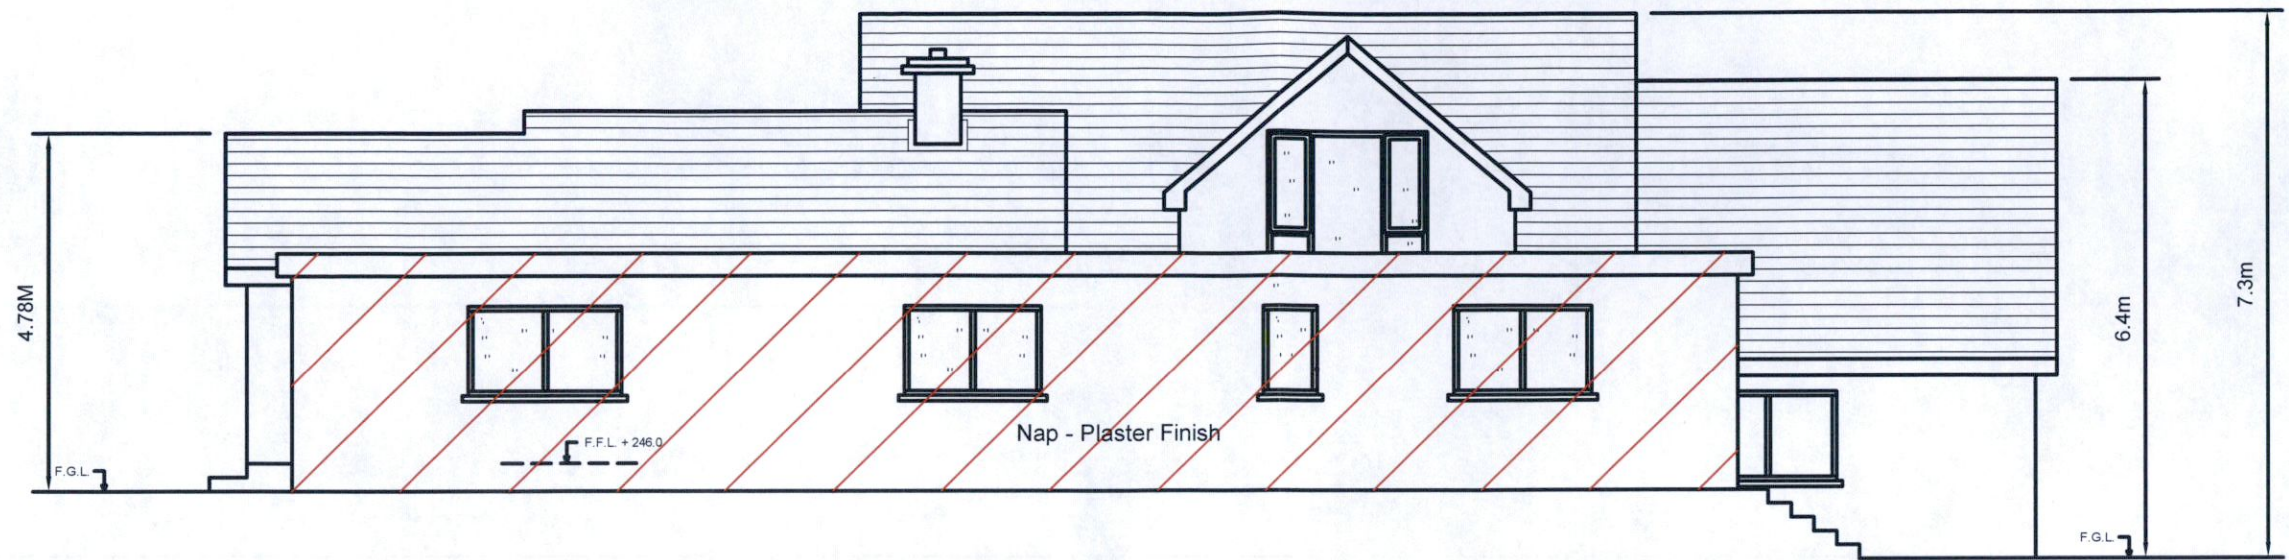 4.78M
F.G.L.
F.F.L. + 246.0
Nap - Plaster Finish
6.4m
7.3m
F.G.L.